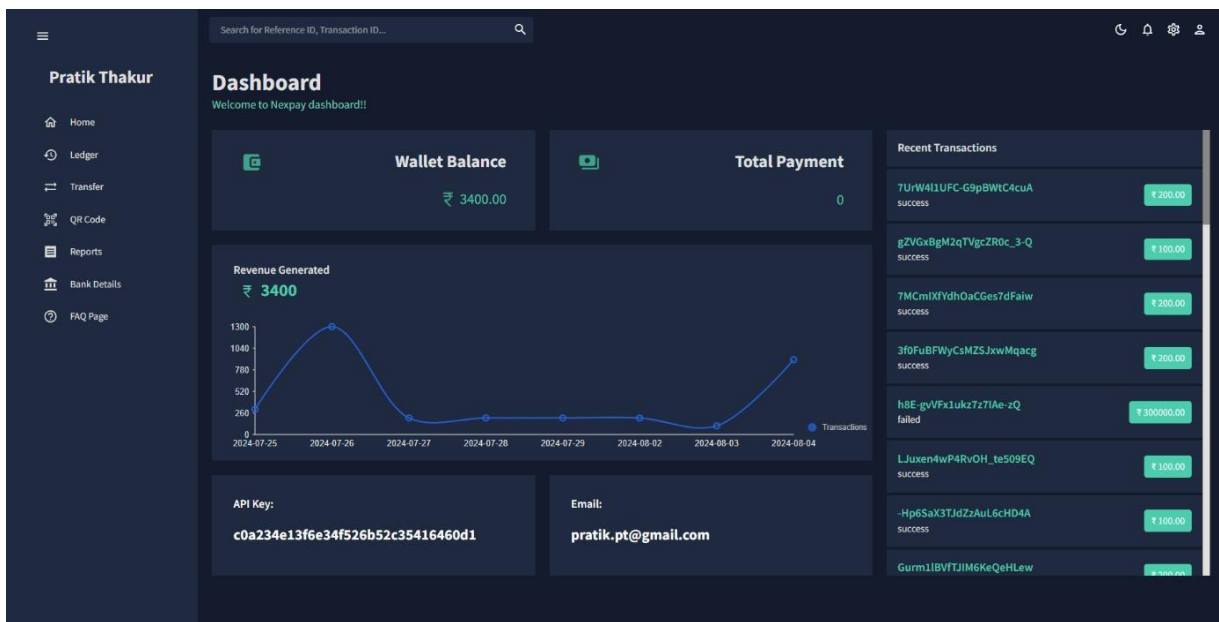 Search for Reference ID, Transaction ID...
Pratik Thakur
Home
Ledger
Transfer
QR Code
Reports
Bank Details
FAQ Page
Dashboard
Welcome to Nexpay dashboard!!
Wallet Balance
₹ 3400.00
Total Payment
0
Revenue Generated
₹ 3400
1300
1040
780
520
260
0
2024-07-25 2024-07-26 2024-07-27 2024-07-28 2024-07-29 2024-08-02 2024-08-03 2024-08-04
Transactions
API Key:
c0a234e13f6e34f526b52c35416460d1
Email:
pratik.pt@gmail.com
Recent Transactions
7UrW4l1UFC-G9pBWtC4cuA
success
₹ 200.00
gZVGxBgM2qTVgcZR0c_3-Q
success
₹ 100.00
7MCmIXfYdhOaCGes7dFaiw
success
₹ 200.00
3f0FuBFWyCsMZSJxwMqacg
success
₹ 200.00
h8E-gvVFx1ukz7z7IAe-zQ
failed
₹ 300000.00
LJuxen4wP4RvOH_te509EQ
success
₹ 100.00
-Hp6SaX3TJdZzAuL6cHD4A
success
₹ 100.00
Gurm1lBVfTJIM6KeQeHLew
₹ 200.00